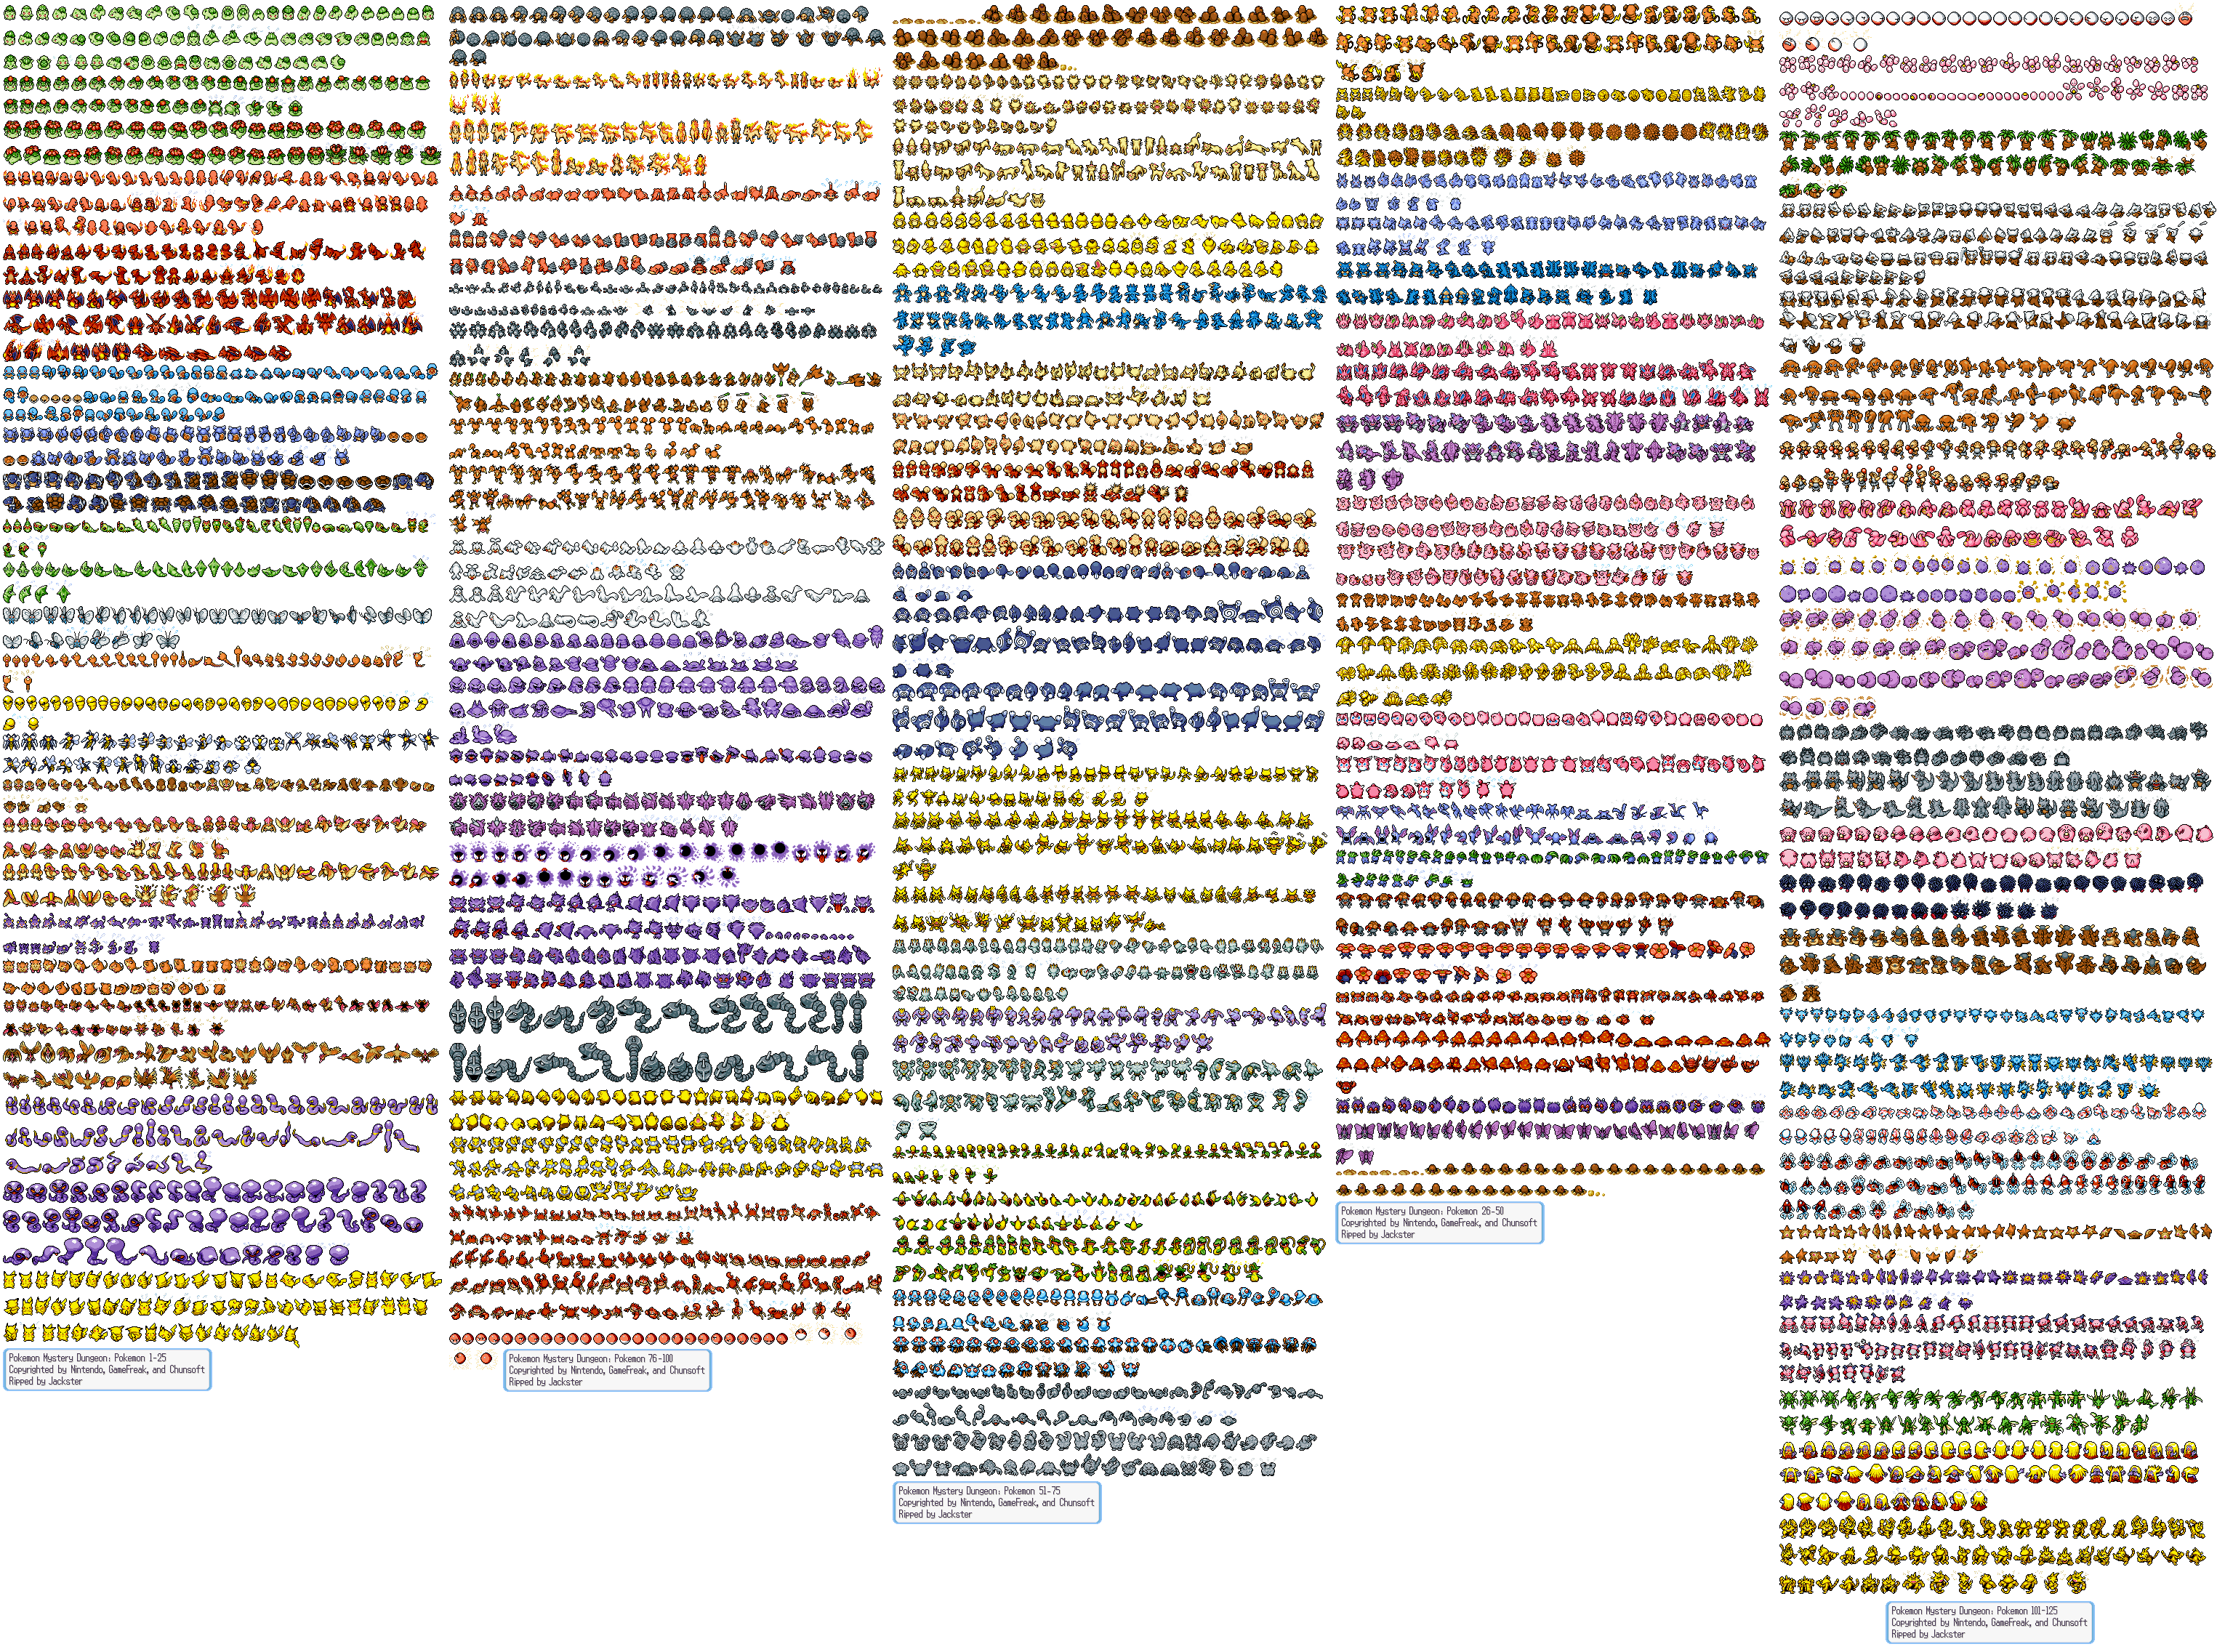 Pokemon Mystery Dungeon: Pokemon 1-25
Copyrighted by Nintendo, GameFreak, and Chunsoft
Ripped by Jackster
Pokemon Mystery Dungeon: Pokemon 76-100
Copyrighted by Nintendo, GameFreak, and Chunsoft
Ripped by Jackster
Pokemon Mystery Dungeon: Pokemon 51-75
Copyrighted by Nintendo, GameFreak, and Chunsoft
Ripped by Jackster
Pokemon Mystery Dungeon: Pokemon 26-50
Copyrighted by Nintendo, GameFreak, and Chunsoft
Ripped by Jackster
Pokemon Mystery Dungeon: Pokemon 101-125
Copyrighted by Nintendo, GameFreak, and Chunsoft
Ripped by Jackster